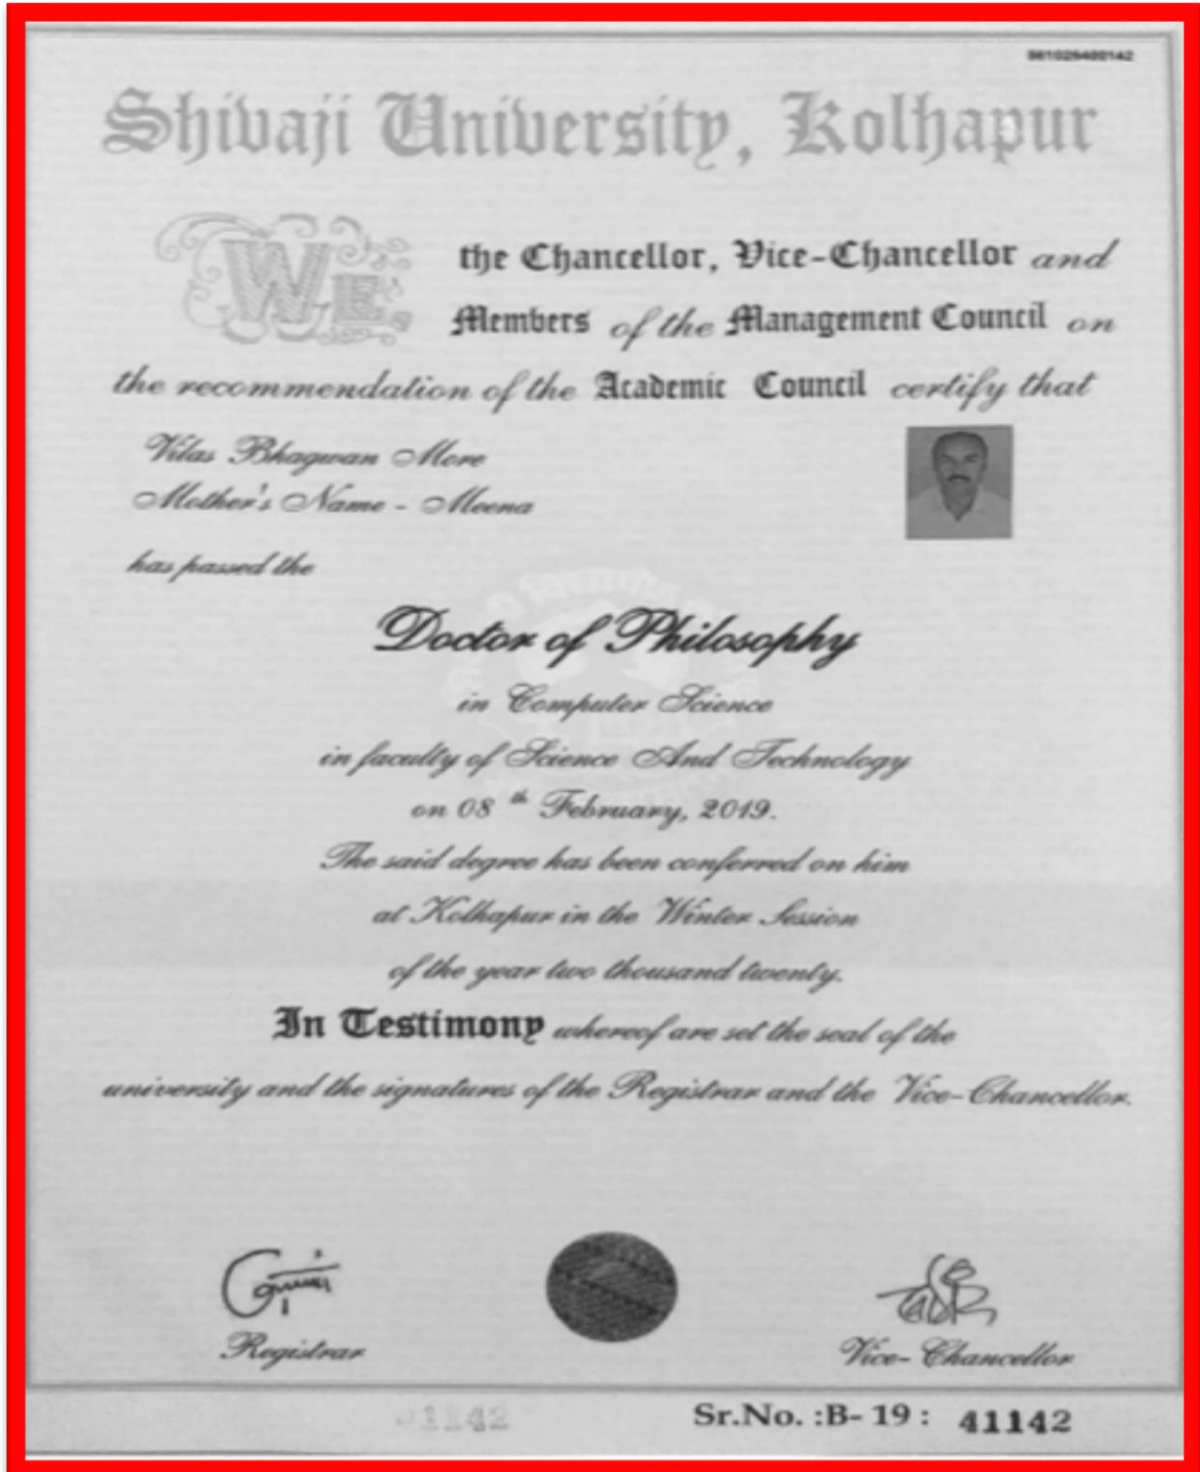 561025400142
Shivaji University, Kolhapur
WE the Chancellor, Vice-Chancellor and
Members of the Management Council on
the recommendation of the Academic Council certify that
Vilas Bhagwan More
Mother's Name - Meena
has passed the
Doctor of Philosophy
in Computer Science
in faculty of Science And Technology
on 08 th February, 2019.
The said degree has been conferred on him
at Kolhapur in the Winter Session
of the year two thousand twenty.
In Testimony whereof are set the seal of the
university and the signatures of the Registrar and the Vice-Chancellor.
Registrar
Vice-Chancellor
41142
Sr.No. :B- 19 : 41142